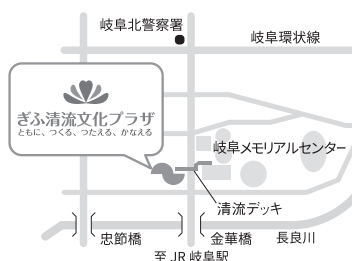 岐阜北警察署
岐阜環状線
ぎふ清流文化プラザ
ともに、つくる、つたえる、かなえる
岐阜メモリアルセンター
清流デッキ
忠節橋
金華橋
長良川
至 JR 岐阜駅